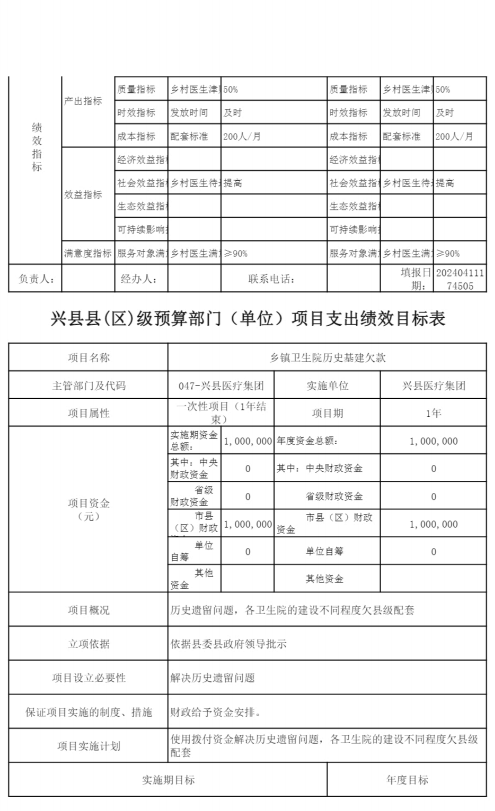 绩效指标
产出指标
质量指标 乡村医生津 50% 质量指标 乡村医生津 50%
时效指标 发放时间 及时 时效指标 发放时间 及时
成本指标 配套标准 200人/月 成本指标 配套标准 200人/月
效益指标
经济效益指 经济效益指
社会效益指 乡村医生待 提高 社会效益指 乡村医生待 提高
生态效益指 生态效益指
可持续影响 可持续影响
满意度指标 服务对象满 乡村医生满 ≥90% 服务对象满 乡村医生满 ≥90%
负责人: 经办人: 联系电话: 填报日期: 20240411174505
兴县县(区)级预算部门（单位）项目支出绩效目标表
项目名称 乡镇卫生院历史基建欠款
主管部门及代码 047-兴县医疗集团 实施单位 兴县医疗集团
项目属性 一次性项目（1年结束） 项目期 1年
项目资金（元）
实施期资金总额: 1,000,000 年度资金总额: 1,000,000
其中: 中央财政资金 0 其中: 中央财政资金 0
省级财政资金 0 省级财政资金 0
市县（区）财政 1,000,000 市县（区）财政资金 1,000,000
单位自筹 0 单位自筹 0
其他资金 其他资金
项目概况 历史遗留问题, 各卫生院的建设不同程度欠县级配套
立项依据 依据县委县政府领导批示
项目设立必要性 解决历史遗留问题
保证项目实施的制度、措施 财政给予资金安排。
项目实施计划 使用拨付资金解决历史遗留问题, 各卫生院的建设不同程度欠县级配套
实施期目标 年度目标